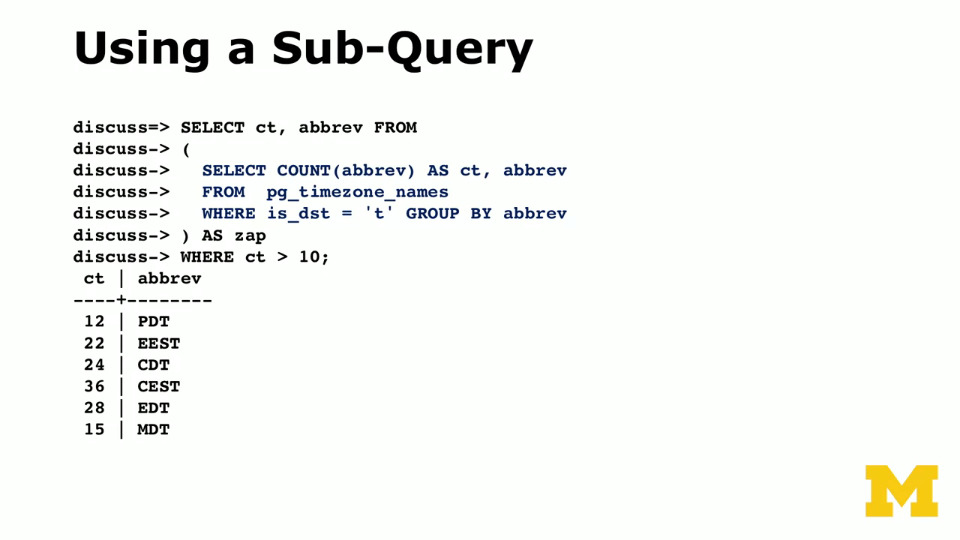 Using a Sub-Query
discuss=> SELECT ct, abbrev FROM
discuss-> (
discuss->   SELECT COUNT(abbrev) AS ct, abbrev
discuss->   FROM  pg_timezone_names
discuss->   WHERE is_dst = 't' GROUP BY abbrev
discuss-> ) AS zap
discuss-> WHERE ct > 10;
 ct | abbrev
----+--------
 12 | PDT
 22 | EEST
 24 | CDT
 36 | CEST
 28 | EDT
 15 | MDT
M